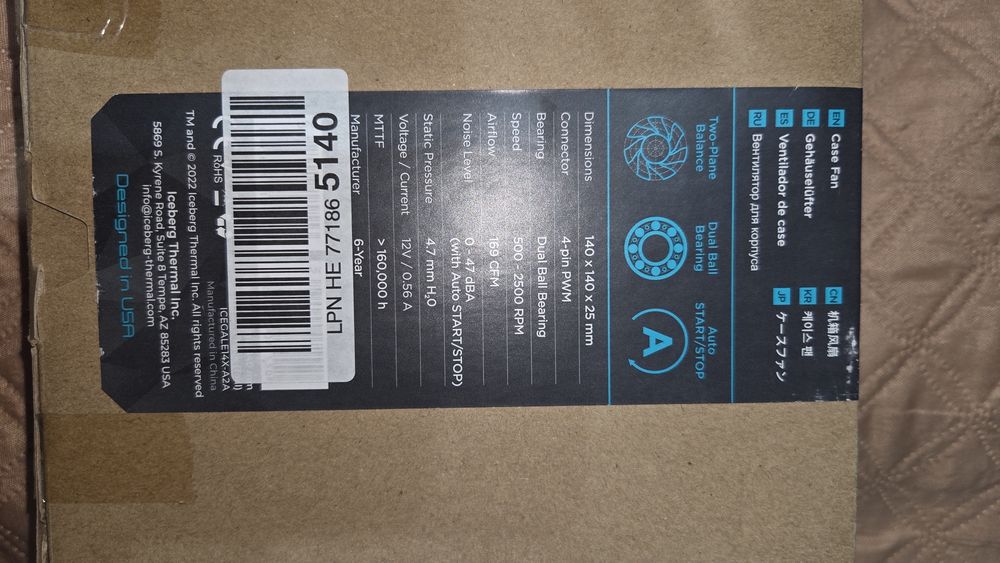 EN Case Fan
DE Gehäuselüfter
ES Ventilador de case
RU Вентилятор для корпуса
CN 机箱风扇
KR 케이스 팬
JP ケースファン
Two-Plane
Balance
Dual Ball
Bearing
Auto
START/STOP
A
Dimensions 140 x 140 x 25 mm
Connector 4-pin PWM
Bearing Dual Ball Bearing
Speed 500 - 2500 RPM
Airflow 169 CFM
Noise Level 0 - 47 dBA
(with Auto START/STOP)
Static Pressure 4.7 mm H₂O
Voltage / Current 12V / 0.56 A
MTTF > 160,000 h
Manufacturer 6-Year
LPN HE 77186 5140
ICEGALE14X-A2A
RoHS
Manufactured in China
TM and © 2022 Iceberg Thermal Inc. All rights reserved
Iceberg Thermal Inc.
5869 S. Kyrene Road, Suite 8 Tempe, AZ 85283 USA
info@iceberg-thermal.com
Designed in USA